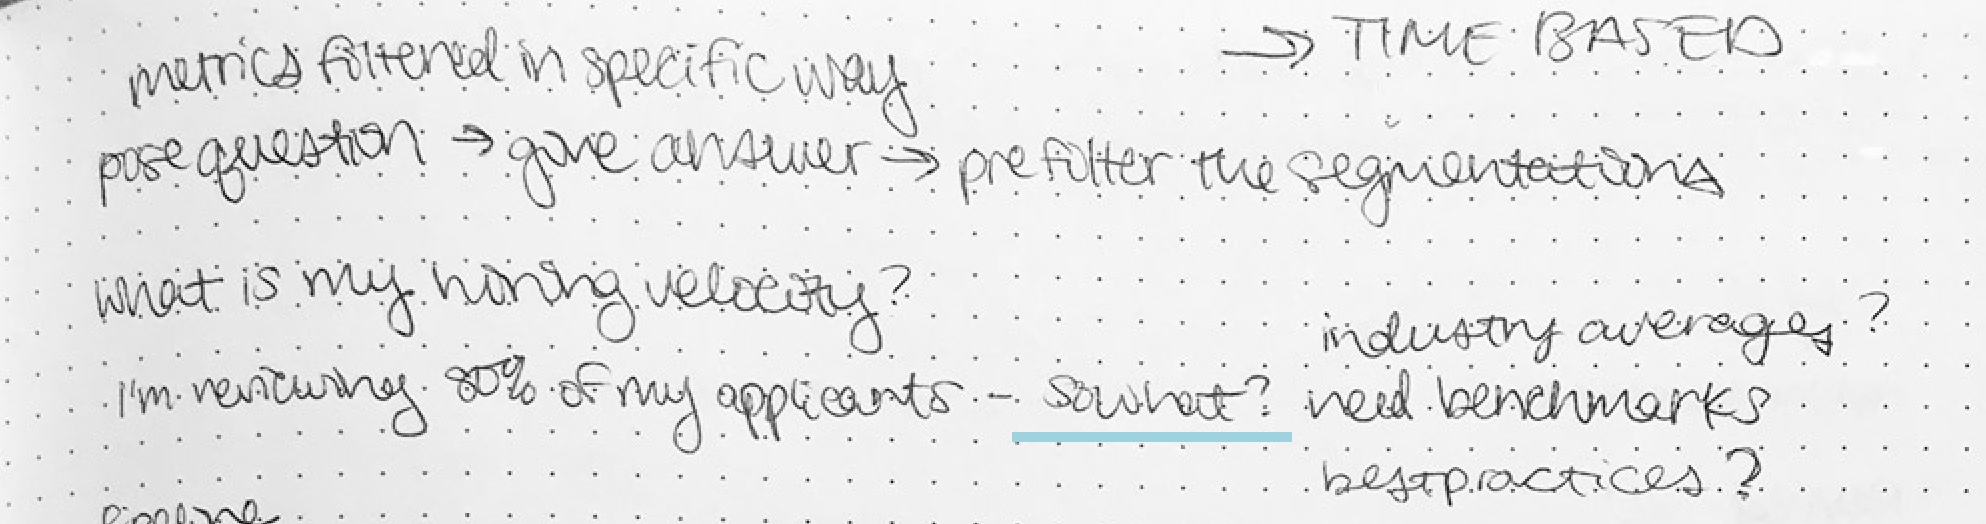 metrics filtered in specific way
→ TIME BASED
pose question → give answer → prefilter the segmentations
what is my hiring velocity?
industry averages?
I'm reviewing 80% of my applicants - so what? need benchmarks
best practices?